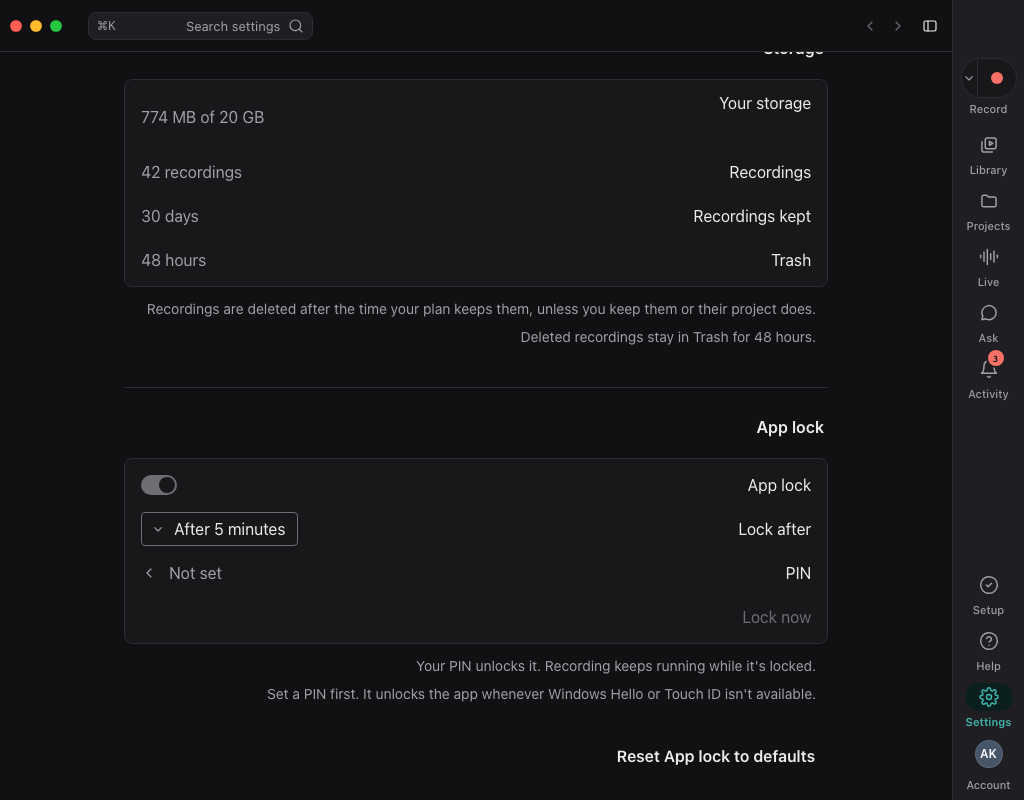 ⌘K
Search settings
Storage
Your storage
774 MB of 20 GB
Recordings
42 recordings
Recordings kept
30 days
Trash
48 hours
Recordings are deleted after the time your plan keeps them, unless you keep them or their project does.
Deleted recordings stay in Trash for 48 hours.
App lock
App lock
Lock after
After 5 minutes
PIN
Not set
Lock now
Your PIN unlocks it. Recording keeps running while it's locked.
Set a PIN first. It unlocks the app whenever Windows Hello or Touch ID isn't available.
Reset App lock to defaults
Record
Library
Projects
Live
Ask
3
Activity
Setup
Help
Settings
AK
Account